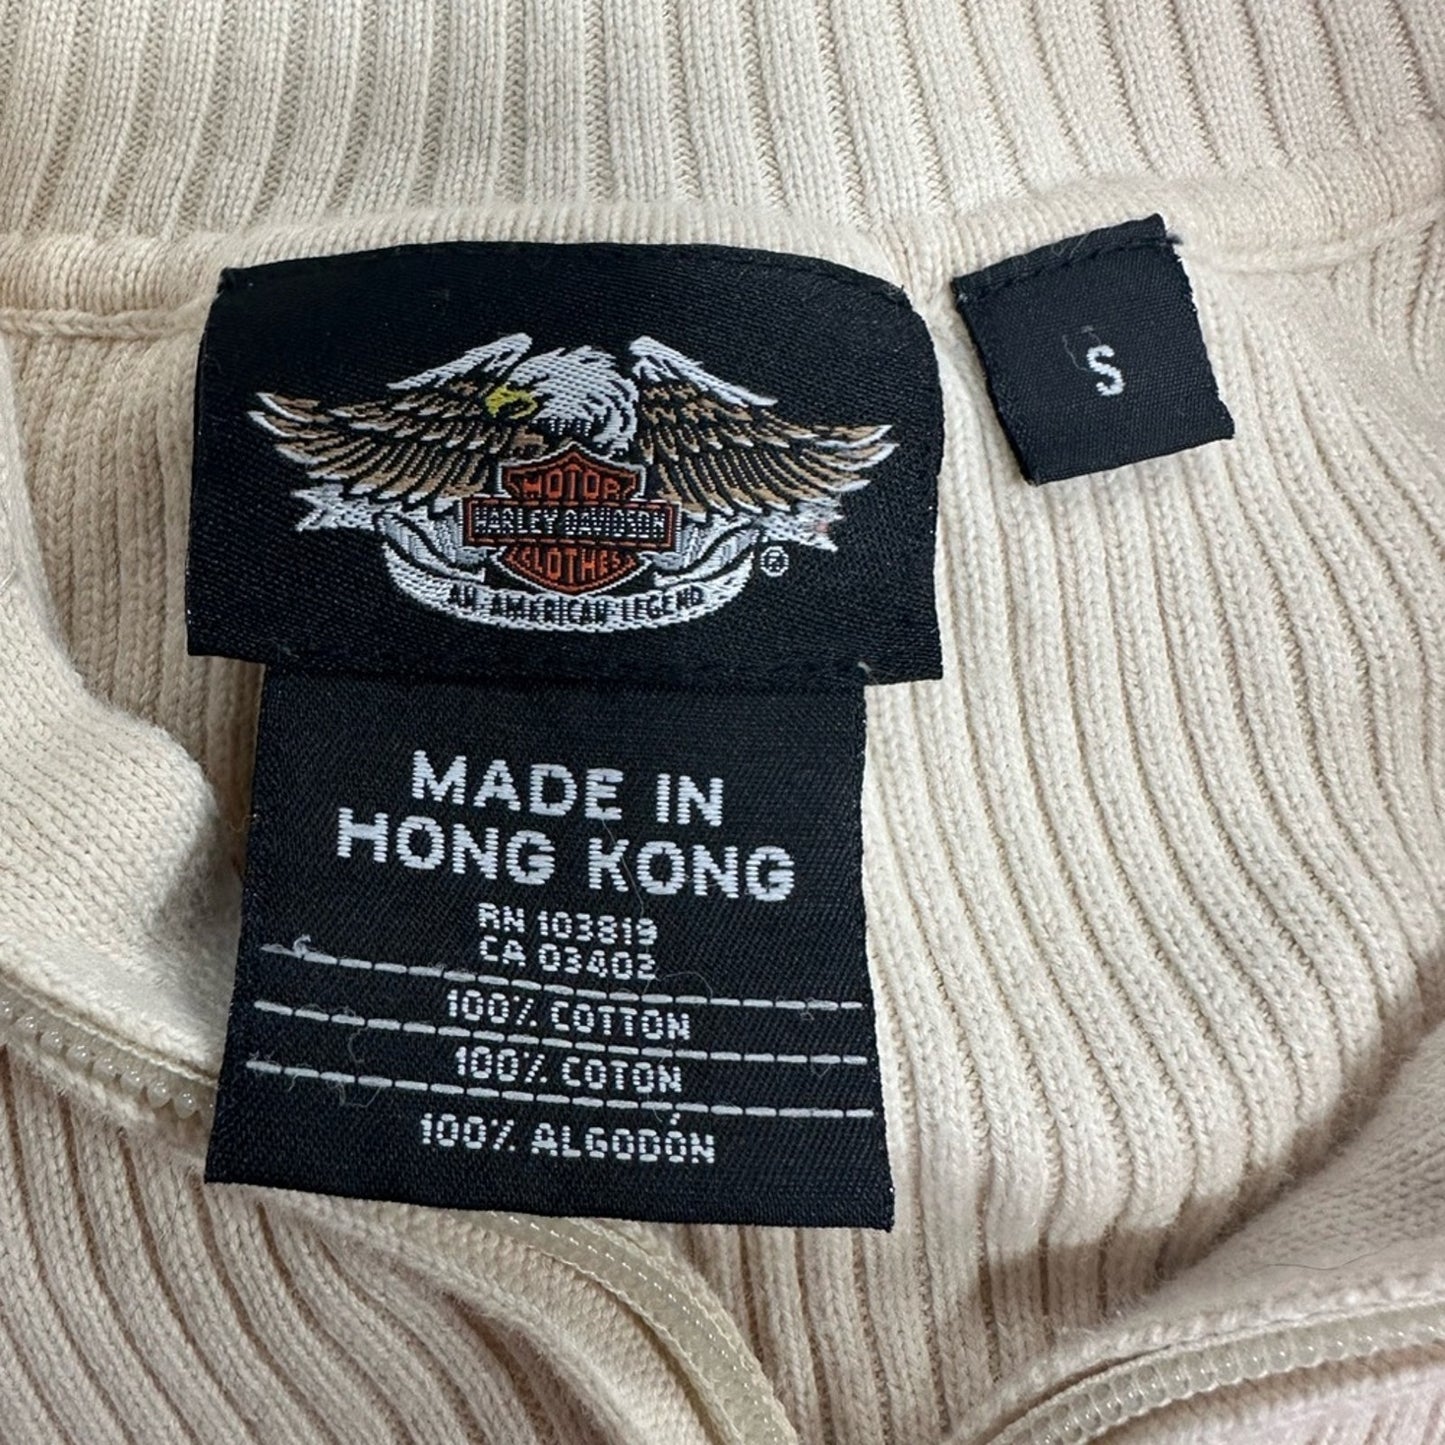 MOTOR
HARLEY-DAVIDSON
CLOTHES
AN AMERICAN LEGEND
®
S
MADE IN
HONG KONG
RN 103819
CA 03402
100% COTTON
100% COTON
100% ALGODÓN